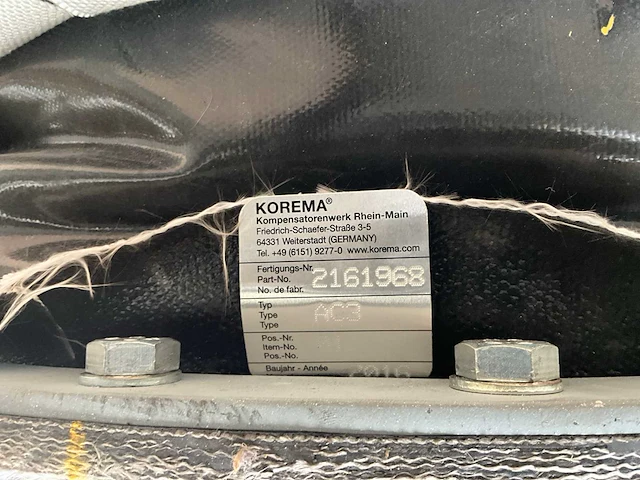 KOREMA®
Kompensatorenwerk Rhein-Main
Friedrich-Schaefer-Straße 3-5
64331 Weiterstadt (GERMANY)
Tel. +49 (6151) 9277-0 www.korema.com
Fertigungs-Nr.
Part-No. 2161968
No. de fabr.
Typ
Type AC3
Type
Pos.-Nr.
Item-No.
Pos.-No.
Baujahr - Année 2016